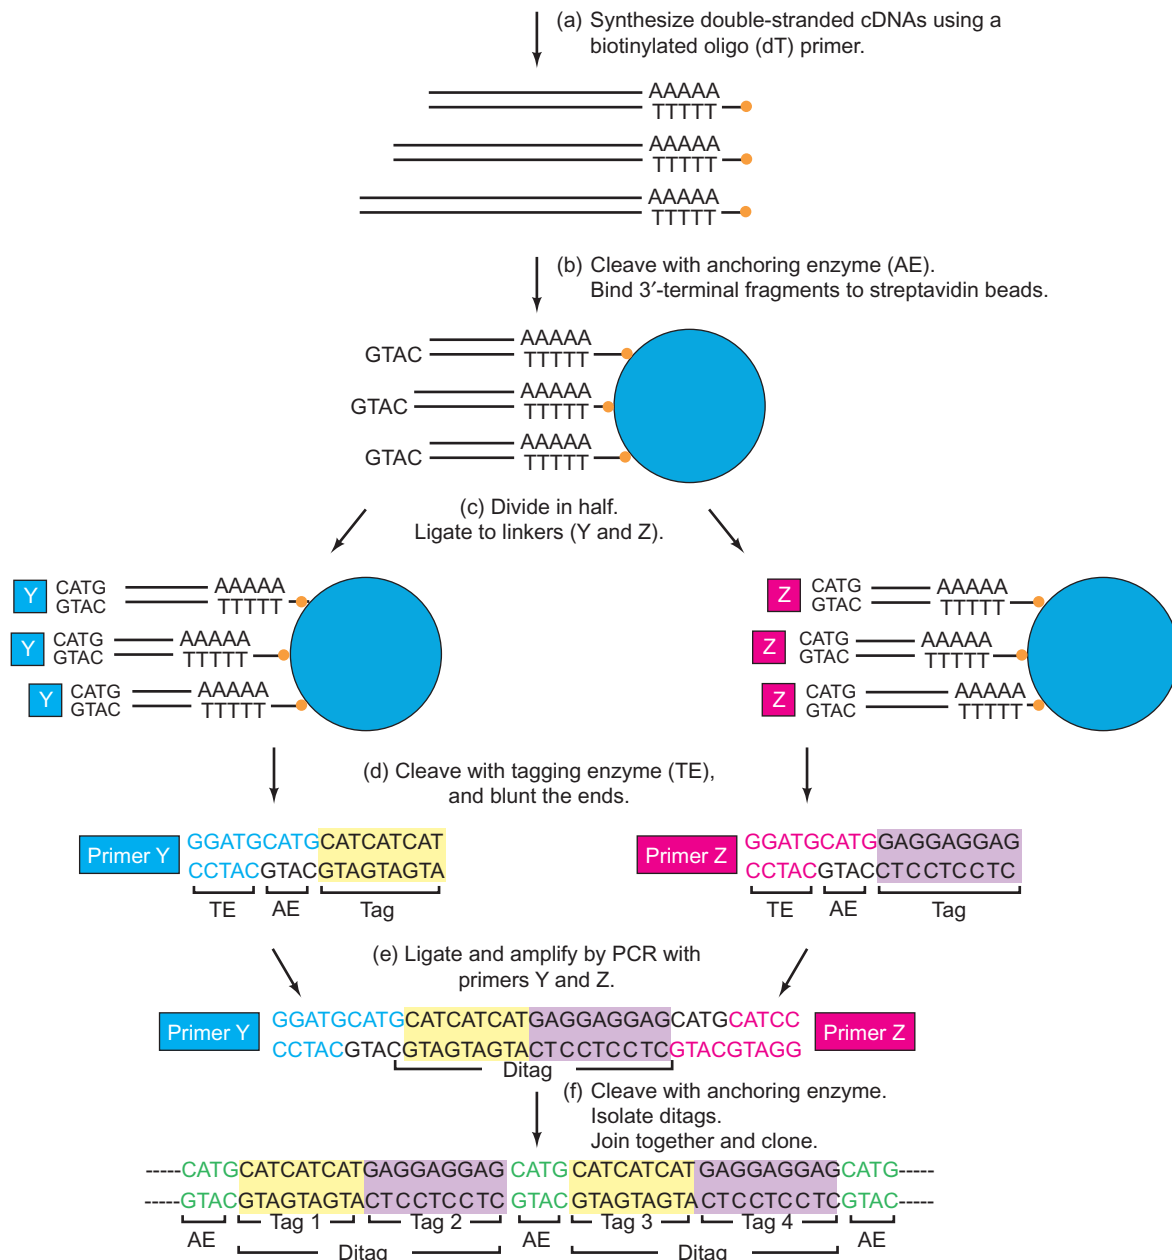 (a) Synthesize double-stranded cDNAs using a
biotinylated oligo (dT) primer.
AAAAA
TTTTT
AAAAA
TTTTT
AAAAA
TTTTT
(b) Cleave with anchoring enzyme (AE).
Bind 3′-terminal fragments to streptavidin beads.
AAAAA
GTAC TTTTT
AAAAA
GTAC TTTTT
AAAAA
GTAC TTTTT
(c) Divide in half.
Ligate to linkers (Y and Z).
Y CATG AAAAA
GTAC TTTTT
Y CATG AAAAA
GTAC TTTTT
Y CATG AAAAA
GTAC TTTTT
Z CATG AAAAA
GTAC TTTTT
Z CATG AAAAA
GTAC TTTTT
Z CATG AAAAA
GTAC TTTTT
(d) Cleave with tagging enzyme (TE),
and blunt the ends.
Primer Y GGATGCATGCATCATCAT
CCTACGTACGTAGTAGTA
TE AE Tag
Primer Z GGATGCATGGAGGAGGAG
CCTACGTACCTCCTCCTC
TE AE Tag
(e) Ligate and amplify by PCR with
primers Y and Z.
Primer Y GGATGCATGCATCATCATGAGGAGGAGCATGCATCC Primer Z
CCTACGTACGTAGTAGTACTCCTCCTCGTACGTAGG
Ditag
(f) Cleave with anchoring enzyme.
Isolate ditags.
Join together and clone.
-----CATGCATCATCATGAGGAGGAGCATGCATCATCATGAGGAGGAGCATG-----
-----GTACGTAGTAGTACTCCTCCTCGTACGTAGTAGTACTCCTCCTCGTAC-----
AE Tag 1 Tag 2 AE Tag 3 Tag 4 AE
Ditag Ditag